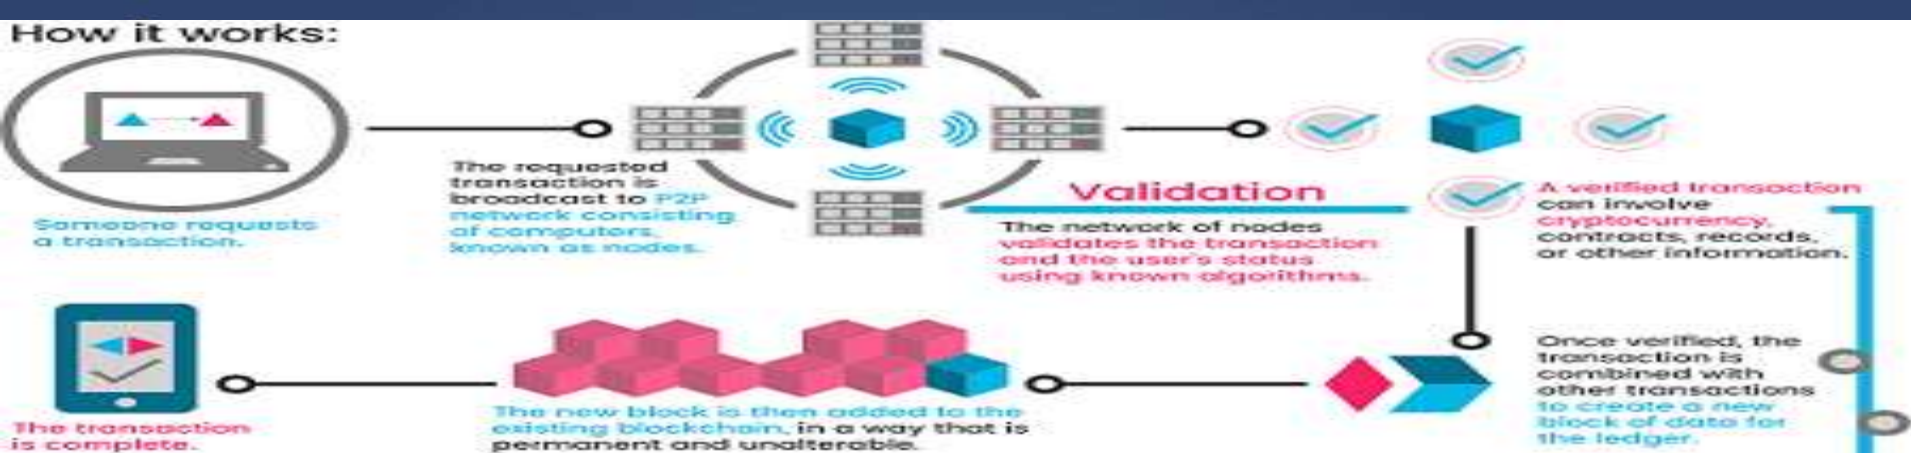 How it works:
Someone requests
a transaction.
The requested
transaction is
broadcast to P2P
network consisting
of computers,
known as nodes.
Validation
The network of nodes
validates the transaction
and the user's status
using known algorithms.
A verified transaction
can involve
cryptocurrency,
contracts, records,
or other information.
Once verified, the
transaction is
combined with
other transactions
to create a new
block of data for
the ledger.
The new block is then added to the
existing blockchain, in a way that is
permanent and unalterable.
The transaction
is complete.